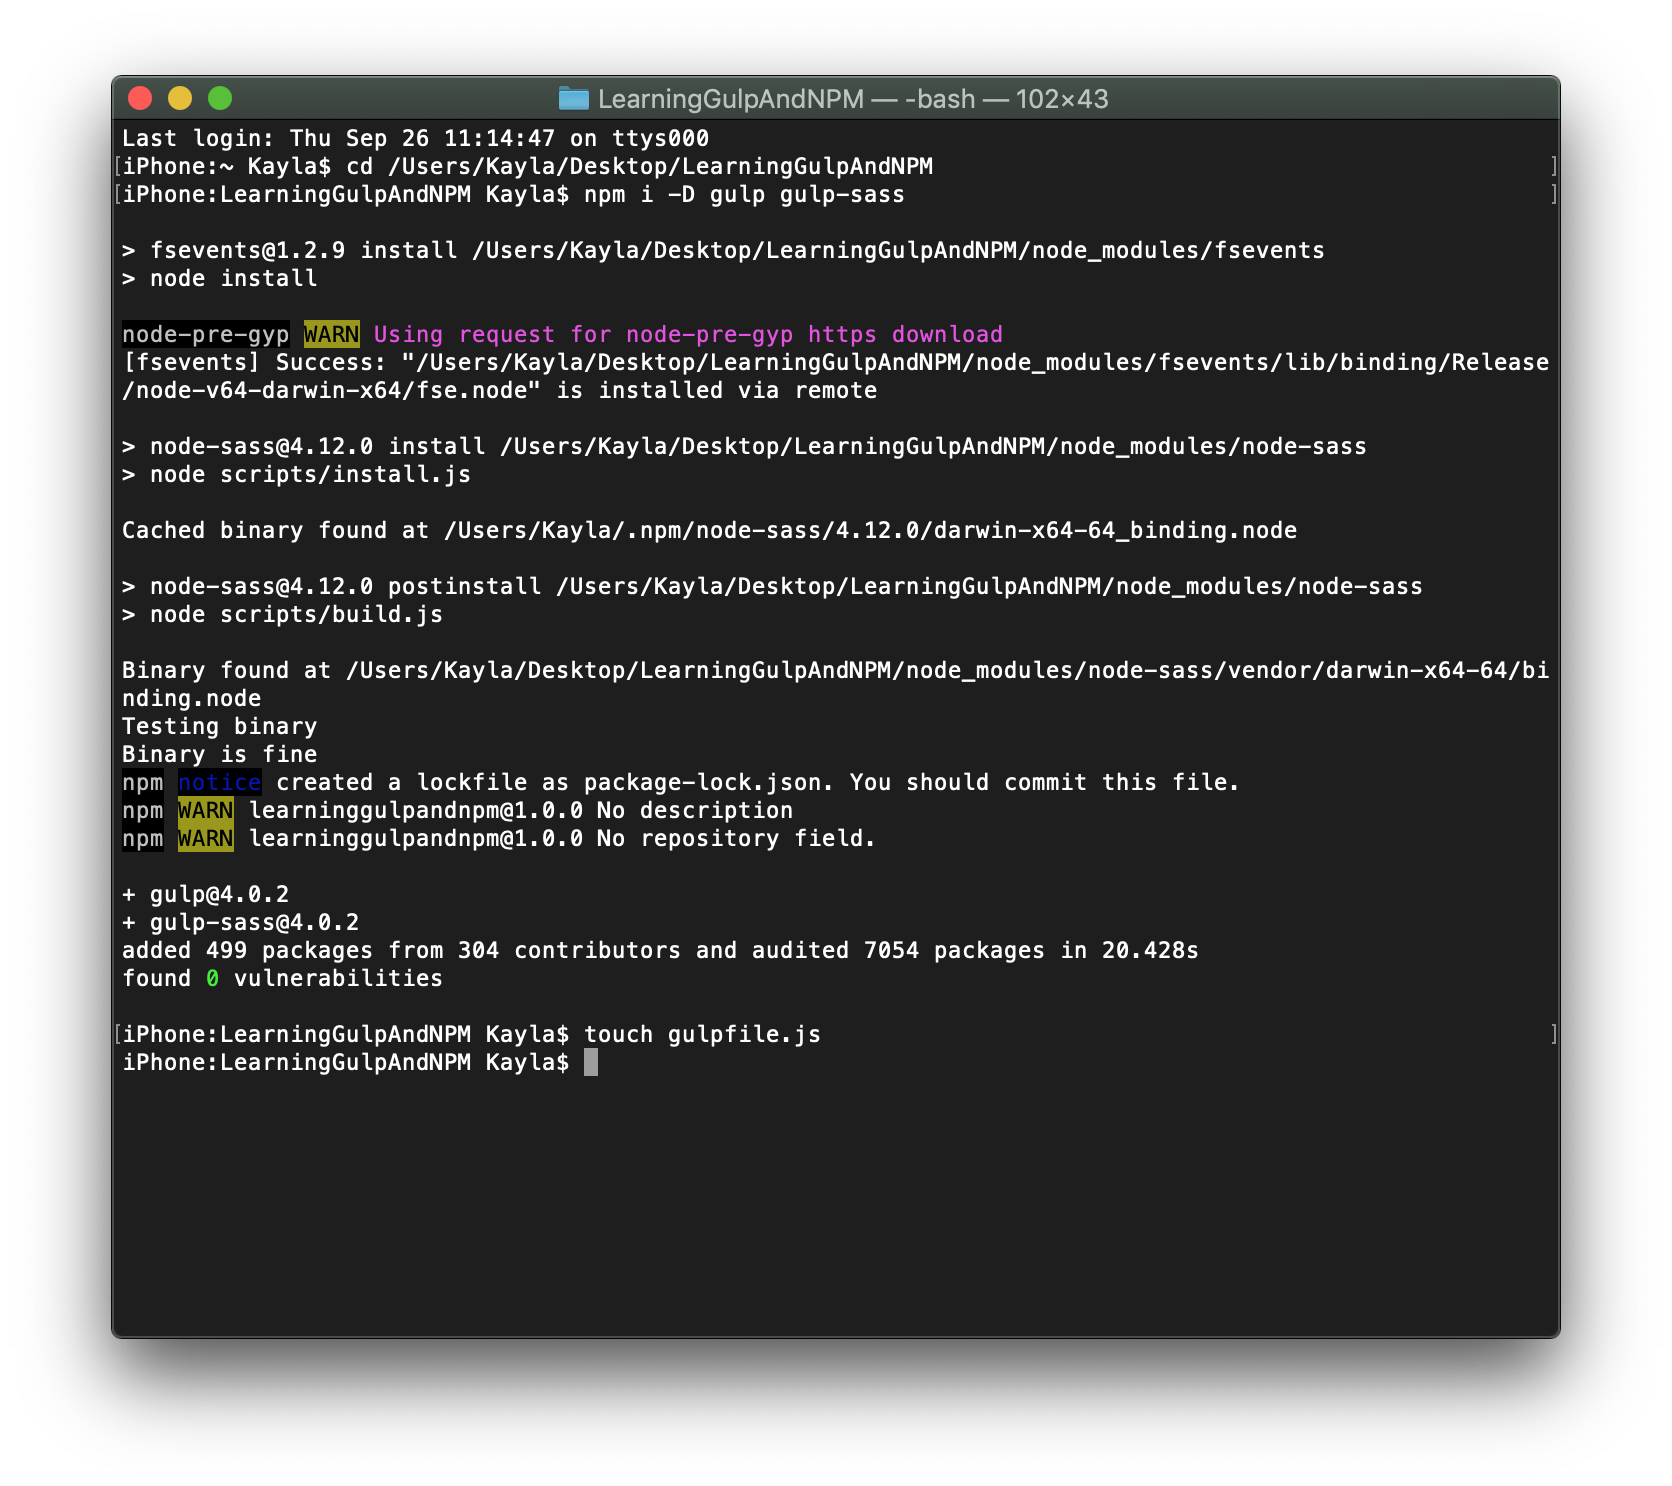 LearningGulpAndNPM — -bash — 102×43
Last login: Thu Sep 26 11:14:47 on ttys000
[iPhone:~ Kayla$ cd /Users/Kayla/Desktop/LearningGulpAndNPM ]
[iPhone:LearningGulpAndNPM Kayla$ npm i -D gulp gulp-sass ]
> fsevents@1.2.9 install /Users/Kayla/Desktop/LearningGulpAndNPM/node_modules/fsevents
> node install
node-pre-gyp WARN Using request for node-pre-gyp https download
[fsevents] Success: "/Users/Kayla/Desktop/LearningGulpAndNPM/node_modules/fsevents/lib/binding/Release
/node-v64-darwin-x64/fse.node" is installed via remote
> node-sass@4.12.0 install /Users/Kayla/Desktop/LearningGulpAndNPM/node_modules/node-sass
> node scripts/install.js
Cached binary found at /Users/Kayla/.npm/node-sass/4.12.0/darwin-x64-64_binding.node
> node-sass@4.12.0 postinstall /Users/Kayla/Desktop/LearningGulpAndNPM/node_modules/node-sass
> node scripts/build.js
Binary found at /Users/Kayla/Desktop/LearningGulpAndNPM/node_modules/node-sass/vendor/darwin-x64-64/bi
nding.node
Testing binary
Binary is fine
npm notice created a lockfile as package-lock.json. You should commit this file.
npm WARN learninggulpandnpm@1.0.0 No description
npm WARN learninggulpandnpm@1.0.0 No repository field.
+ gulp@4.0.2
+ gulp-sass@4.0.2
added 499 packages from 304 contributors and audited 7054 packages in 20.428s
found 0 vulnerabilities
[iPhone:LearningGulpAndNPM Kayla$ touch gulpfile.js ]
iPhone:LearningGulpAndNPM Kayla$